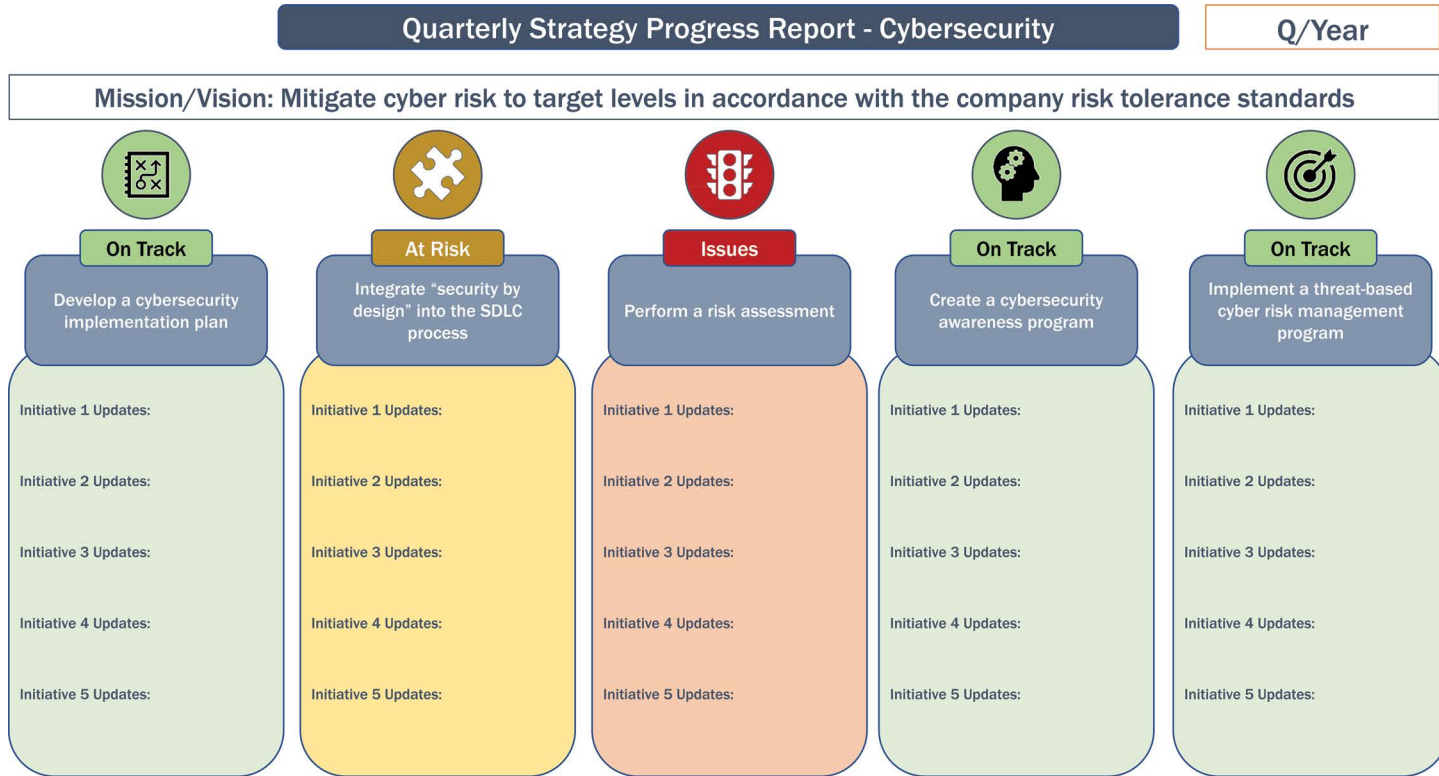 Quarterly Strategy Progress Report - Cybersecurity
Q/Year
Mission/Vision: Mitigate cyber risk to target levels in accordance with the company risk tolerance standards
On Track
Develop a cybersecurity
implementation plan
Initiative 1 Updates:
Initiative 2 Updates:
Initiative 3 Updates:
Initiative 4 Updates:
Initiative 5 Updates:
At Risk
Integrate “security by
design” into the SDLC
process
Initiative 1 Updates:
Initiative 2 Updates:
Initiative 3 Updates:
Initiative 4 Updates:
Initiative 5 Updates:
Issues
Perform a risk assessment
Initiative 1 Updates:
Initiative 2 Updates:
Initiative 3 Updates:
Initiative 4 Updates:
Initiative 5 Updates:
On Track
Create a cybersecurity
awareness program
Initiative 1 Updates:
Initiative 2 Updates:
Initiative 3 Updates:
Initiative 4 Updates:
Initiative 5 Updates:
On Track
Implement a threat-based
cyber risk management
program
Initiative 1 Updates:
Initiative 2 Updates:
Initiative 3 Updates:
Initiative 4 Updates:
Initiative 5 Updates: